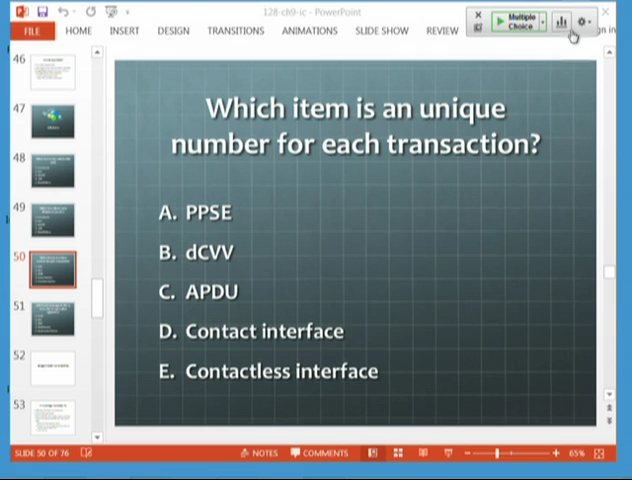 128-ch9-ic - PowerPoint
Multiple
Choice
FILE HOME INSERT DESIGN TRANSITIONS ANIMATIONS SLIDE SHOW REVIEW gn in
46
47
48
49
50
51
52
53
Which item is an unique
number for each transaction?
A. PPSE
B. dCVV
C. APDU
D. Contact interface
E. Contactless interface
SLIDE 50 OF 76 NOTES COMMENTS 65%